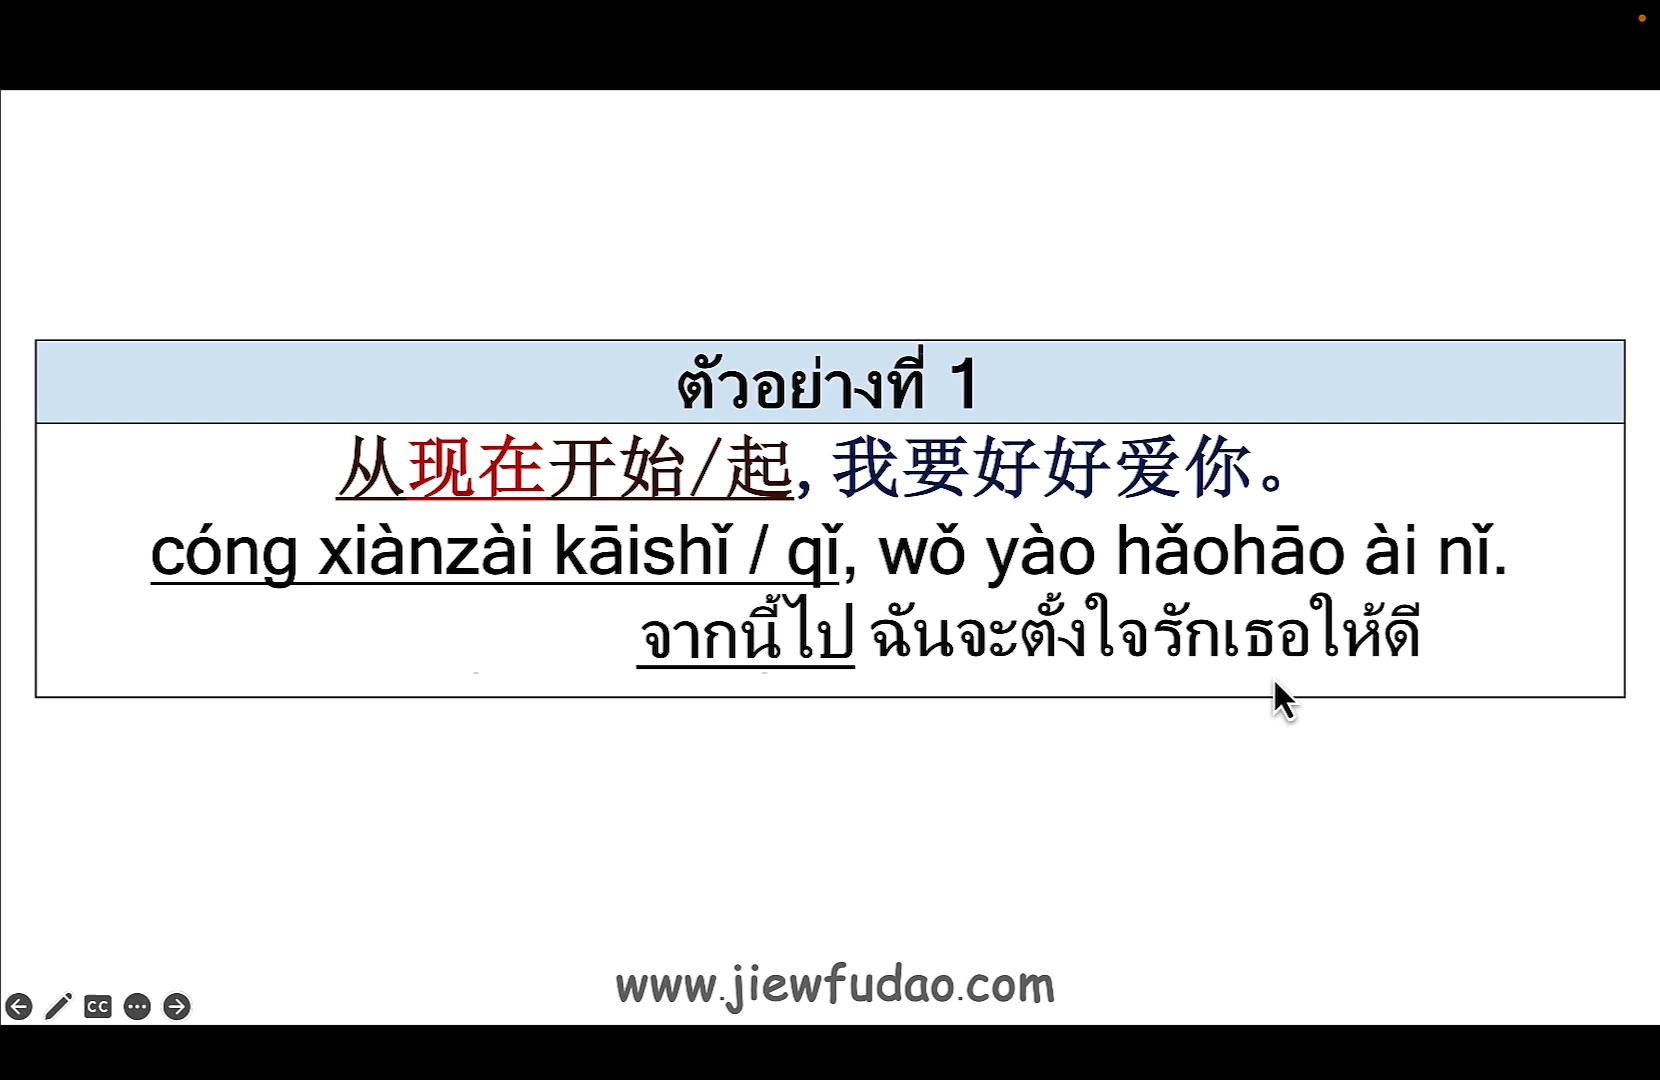 ตัวอย่างที่ 1
从现在开始/起, 我要好好爱你。
cóng xiànzài kāishǐ / qǐ, wǒ yào hǎohāo ài nǐ.
จากนี้ไป ฉันจะตั้งใจรักเธอให้ดี
www.jiewfudao.com
CC